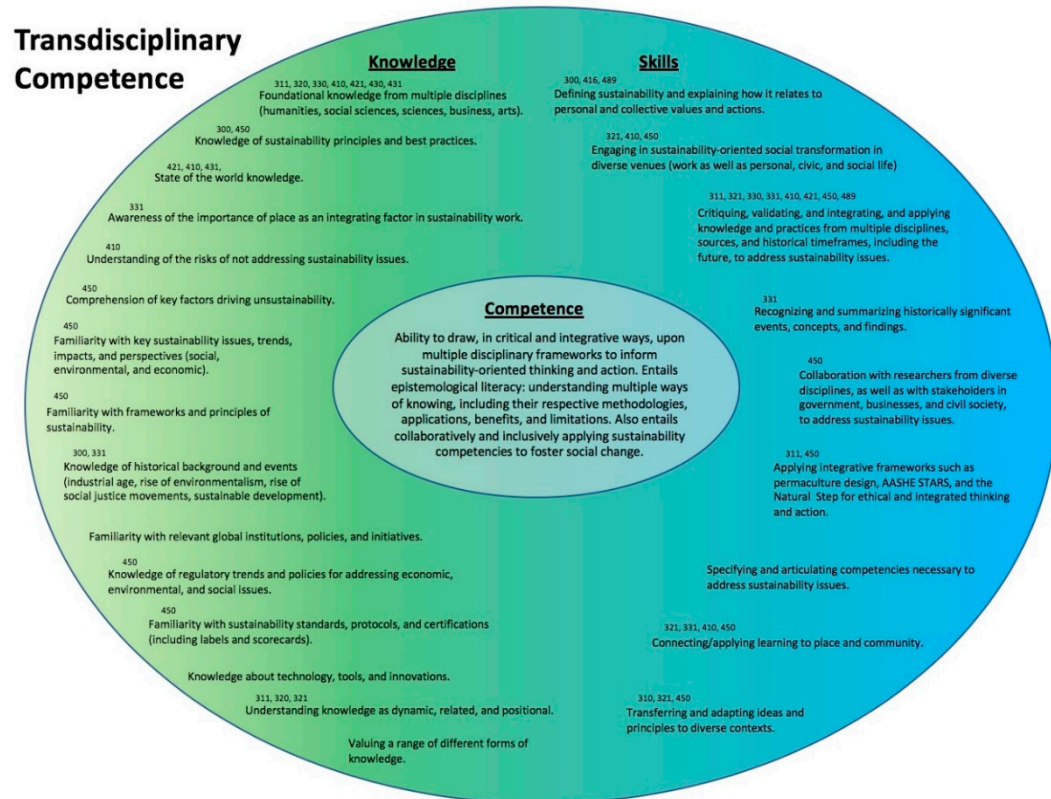 Transdisciplinary
Competence
Knowledge
311, 320, 330, 410, 421, 430, 431
Foundational knowledge from multiple disciplines
(humanities, social sciences, sciences, business, arts).
300, 450
Knowledge of sustainability principles and best practices.
421, 410, 431,
State of the world knowledge.
331
Awareness of the importance of place as an integrating factor in sustainability work.
410
Understanding of the risks of not addressing sustainability issues.
450
Comprehension of key factors driving unsustainability.
450
Familiarity with key sustainability issues, trends,
impacts, and perspectives (social,
environmental, and economic).
450
Familiarity with frameworks and principles of
sustainability.
300, 331
Knowledge of historical background and events
(industrial age, rise of environmentalism, rise of
social justice movements, sustainable development).
Familiarity with relevant global institutions, policies, and initiatives.
450
Knowledge of regulatory trends and policies for addressing economic,
environmental, and social issues.
450
Familiarity with sustainability standards, protocols, and certifications
(including labels and scorecards).
Knowledge about technology, tools, and innovations.
311, 320, 321
Understanding knowledge as dynamic, related, and positional.
Valuing a range of different forms of
knowledge.
Competence
Ability to draw, in critical and integrative ways, upon
multiple disciplinary frameworks to inform
sustainability-oriented thinking and action. Entails
epistemological literacy: understanding multiple ways
of knowing, including their respective methodologies,
applications, benefits, and limitations. Also entails
collaboratively and inclusively applying sustainability
competencies to foster social change.
Skills
300, 416, 489
Defining sustainability and explaining how it relates to
personal and collective values and actions.
321, 410, 450
Engaging in sustainability-oriented social transformation in
diverse venues (work as well as personal, civic, and social life)
311, 321, 330, 331, 410, 421, 450, 489
Critiquing, validating, and integrating, and applying
knowledge and practices from multiple disciplines,
sources, and historical timeframes, including the
future, to address sustainability issues.
331
Recognizing and summarizing historically significant
events, concepts, and findings.
450
Collaboration with researchers from diverse
disciplines, as well as with stakeholders in
government, businesses, and civil society,
to address sustainability issues.
311, 450
Applying integrative frameworks such as
permaculture design, AASHE STARS, and the
Natural Step for ethical and integrated thinking
and action.
Specifying and articulating competencies necessary to
address sustainability issues.
321, 331, 410, 450
Connecting/applying learning to place and community.
310, 321, 450
Transferring and adapting ideas and
principles to diverse contexts.